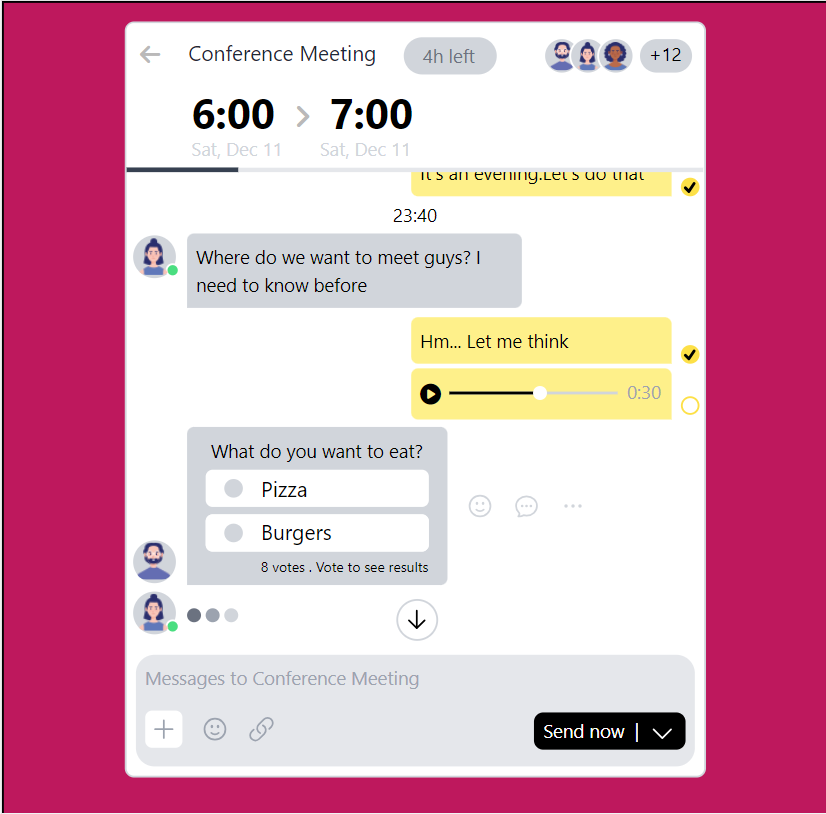 Conference Meeting 4h left +12
6:00 7:00
Sat, Dec 11 Sat, Dec 11
It's an evening.Let's do that
23:40
Where do we want to meet guys? I
need to know before
Hm... Let me think
0:30
What do you want to eat?
Pizza
Burgers
8 votes . Vote to see results
Messages to Conference Meeting
Send now |